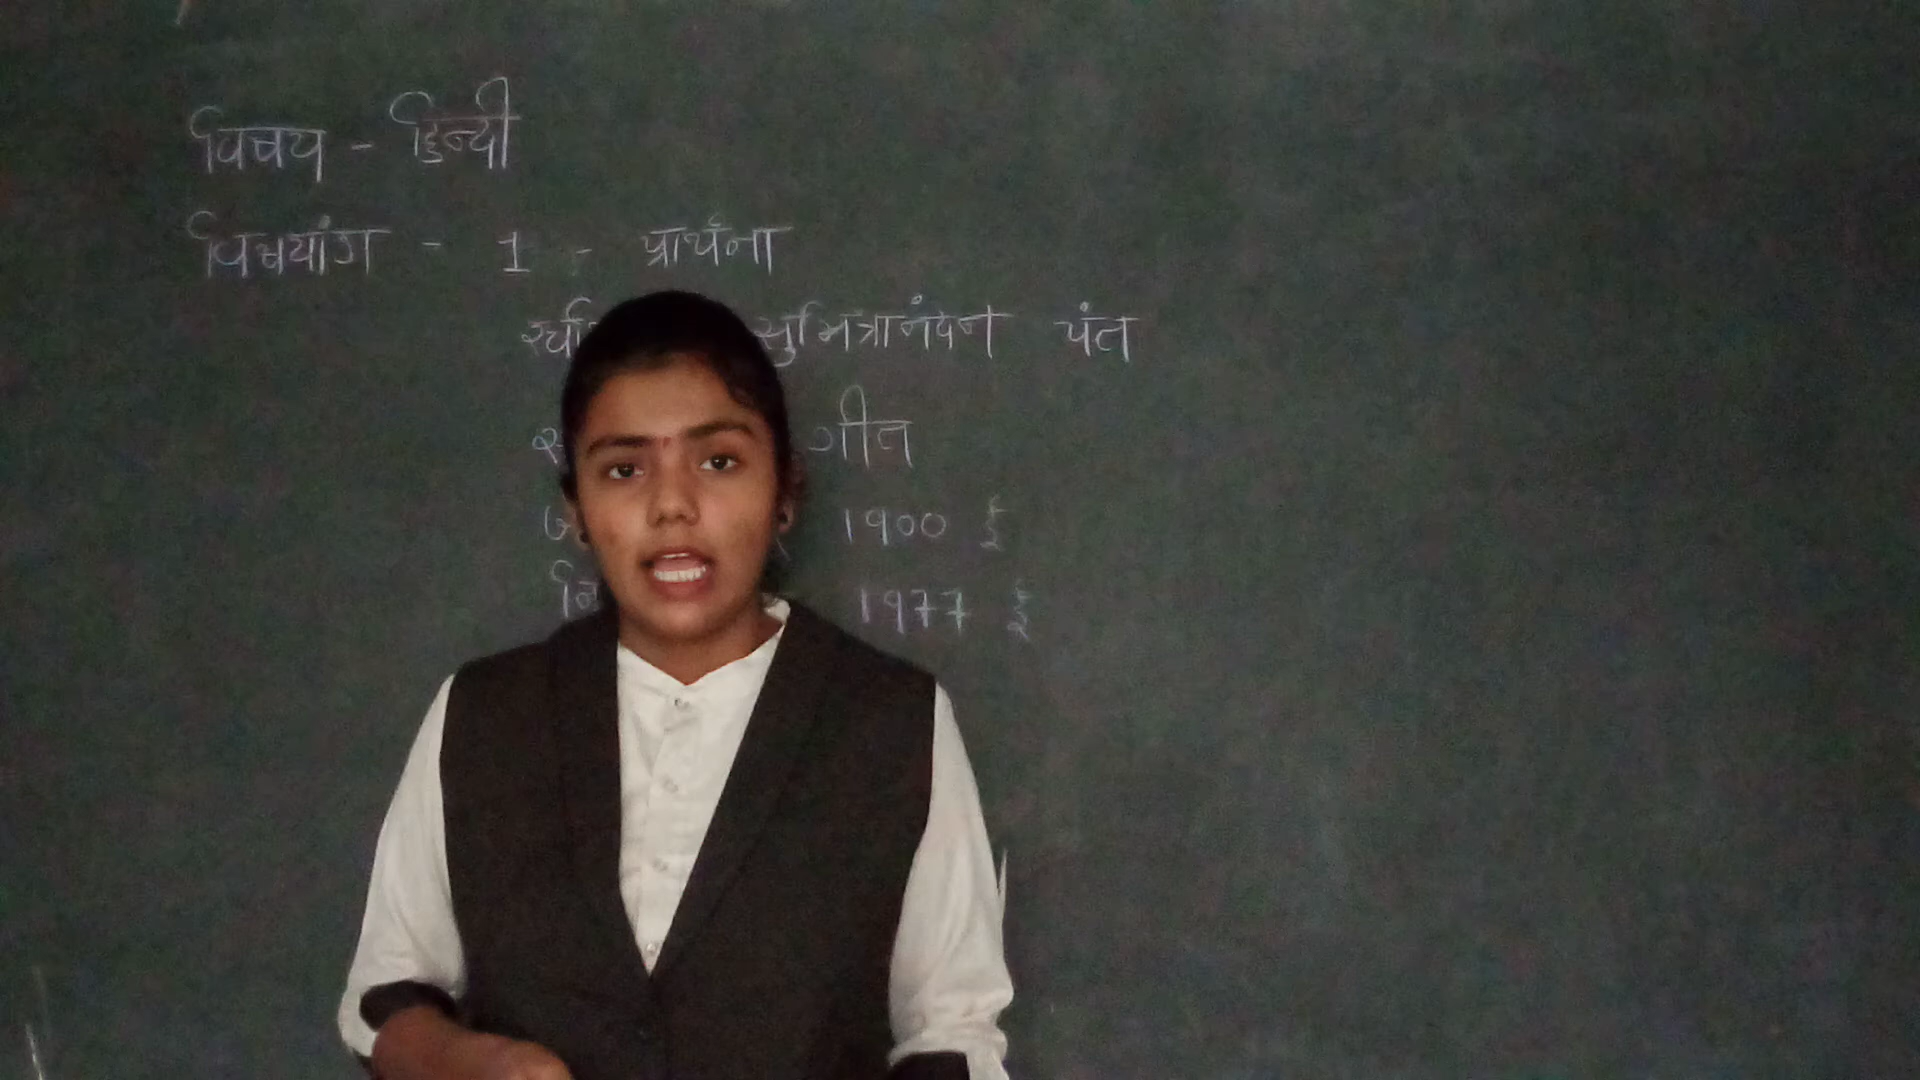 विषय - हिन्दी
विषयांग - 1 - प्रार्थना
सुमित्रानंदन पंत
गीत
1900 ई
1977 ई